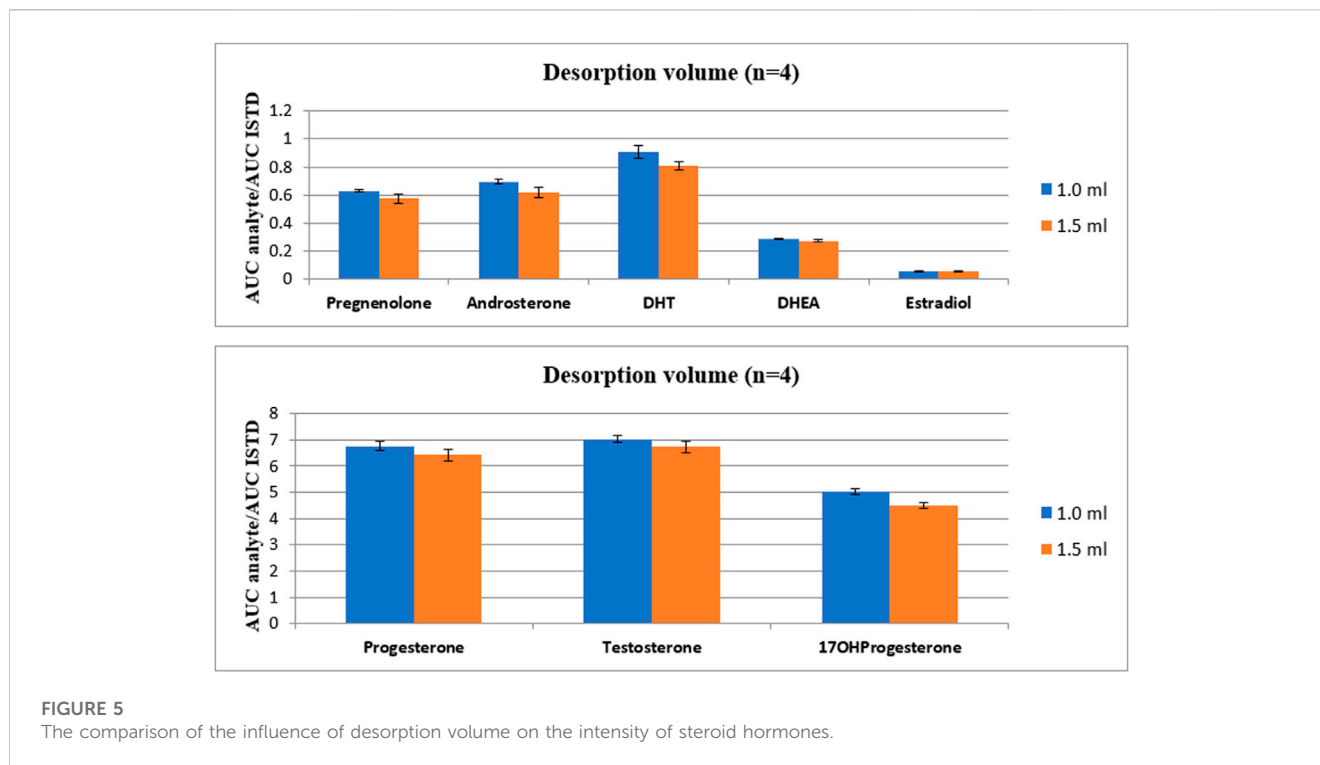 Desorption volume (n=4)
AUC analyte/AUC ISTD
1.2
1
0.8
0.6
0.4
0.2
0
Pregnenolone Androsterone DHT DHEA Estradiol
1.0 ml
1.5 ml
Desorption volume (n=4)
AUC analyte/AUC ISTD
8
7
6
5
4
3
2
1
0
Progesterone Testosterone 17OHProgesterone
1.0 ml
1.5 ml
FIGURE 5
The comparison of the influence of desorption volume on the intensity of steroid hormones.